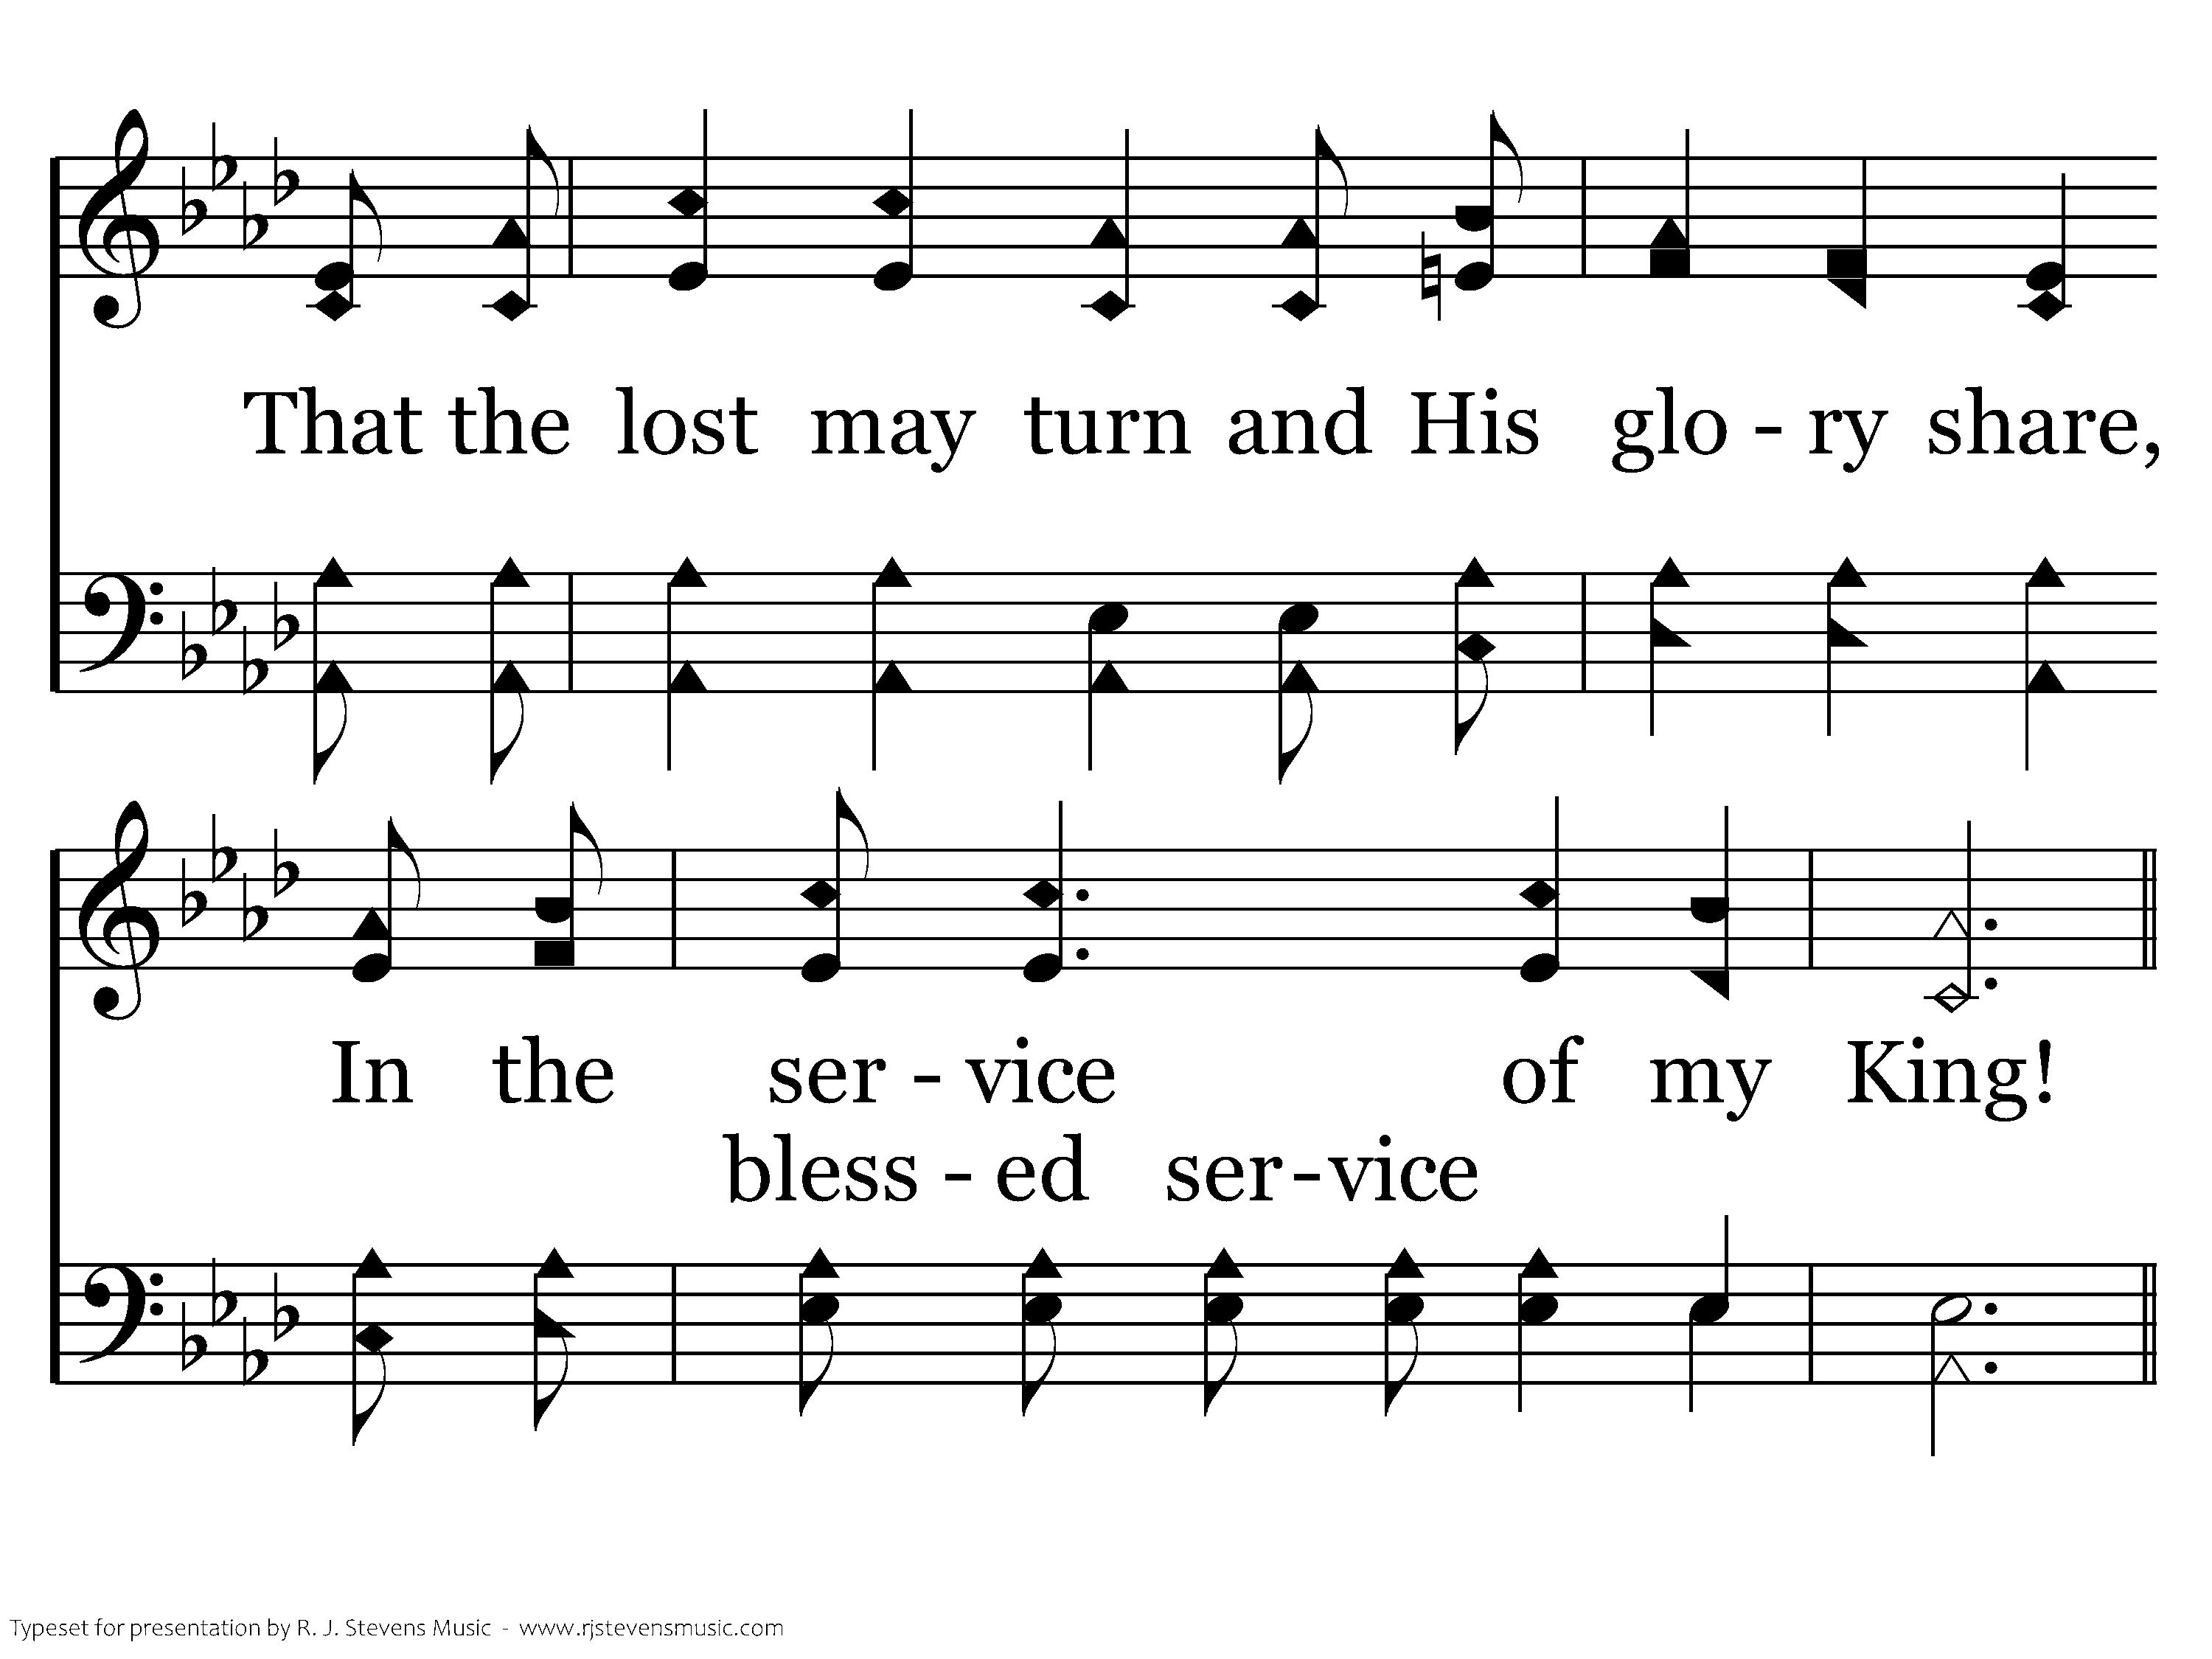 That the lost may turn and His glo - ry share,
In the ser - vice of my King!
bless - ed ser - vice
Typeset for presentation by R. J. Stevens Music - www.rjstevensmusic.com